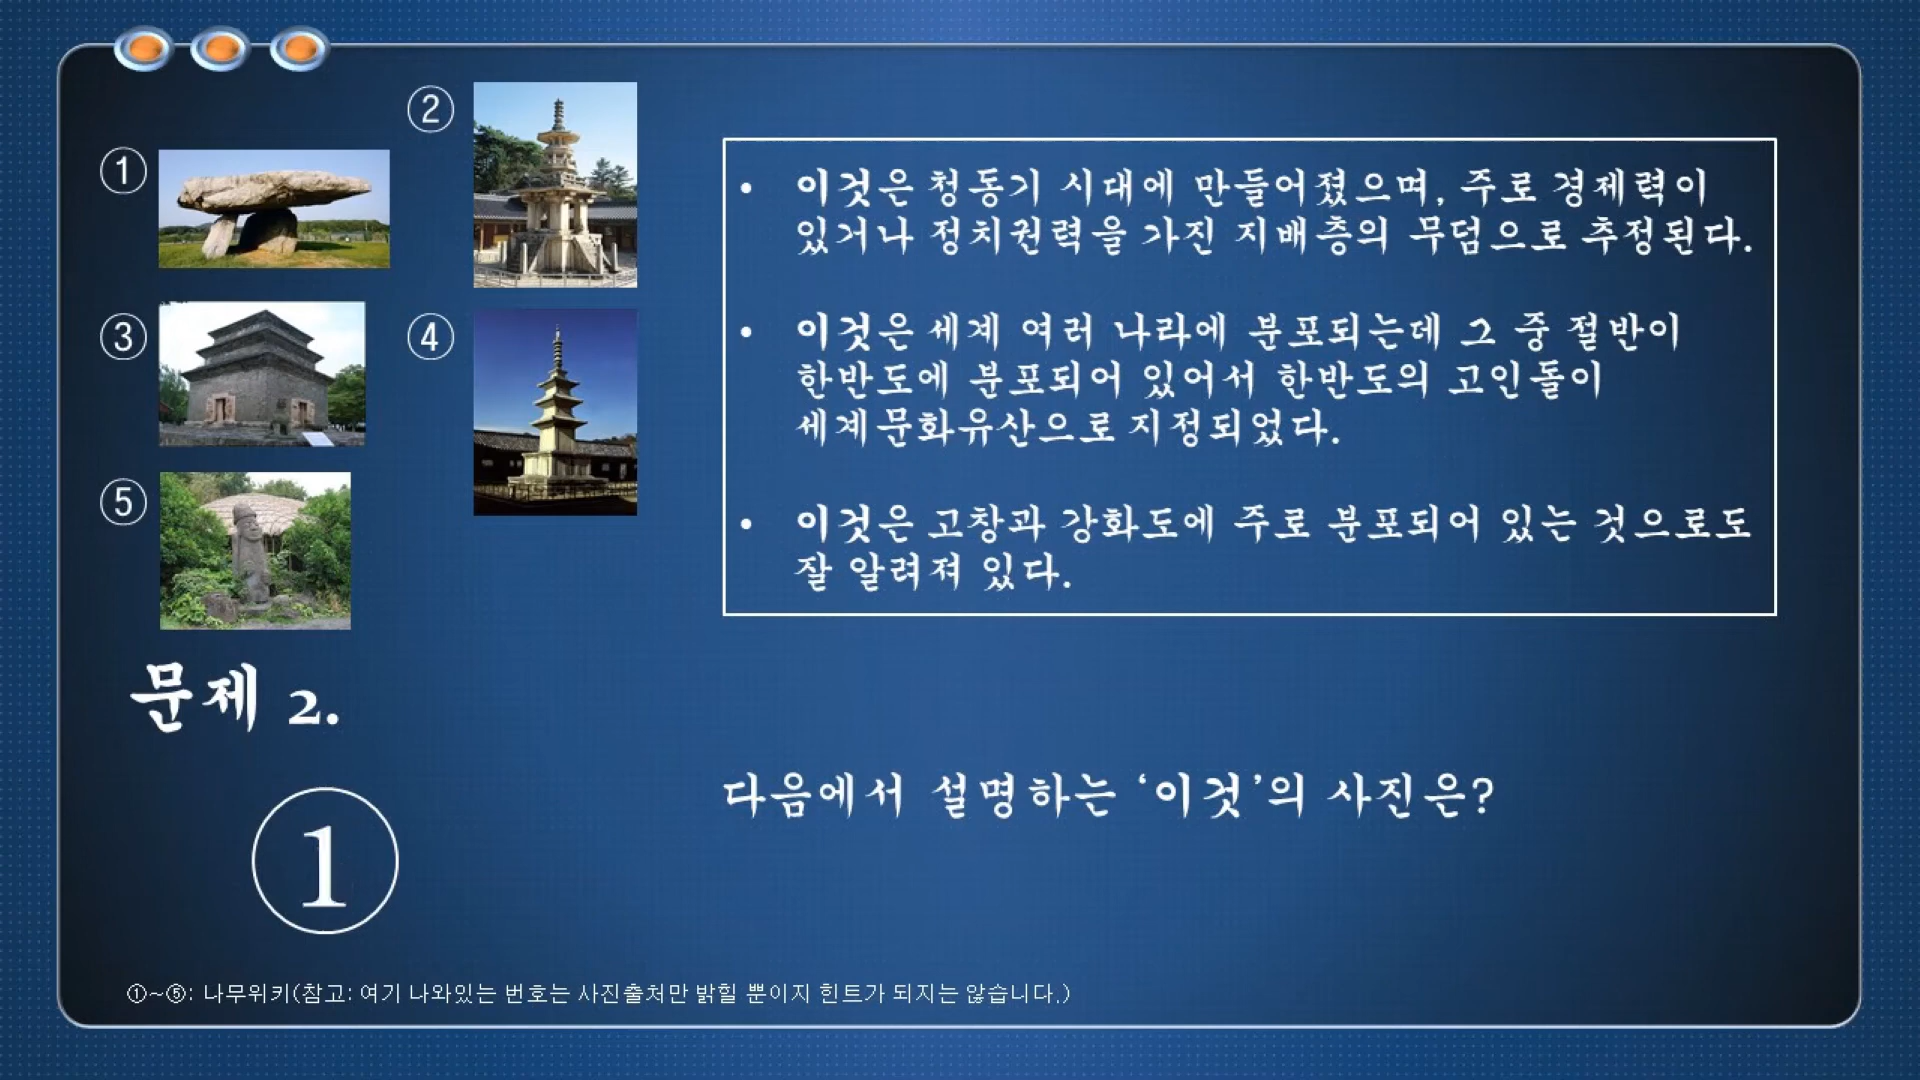 ①
②
③
④
⑤
• 이것은 청동기 시대에 만들어졌으며, 주로 경제력이
있거나 정치권력을 가진 지배층의 무덤으로 추정된다.
• 이것은 세계 여러 나라에 분포되는데 그 중 절반이
한반도에 분포되어 있어서 한반도의 고인돌이
세계문화유산으로 지정되었다.
• 이것은 고창과 강화도에 주로 분포되어 있는 것으로도
잘 알려져 있다.
문제 2.
다음에서 설명하는 ‘이것’의 사진은?
1
①~⑤: 나무위키(참고: 여기 나와있는 번호는 사진출처만 밝힐 뿐이지 힌트가 되지는 않습니다.)